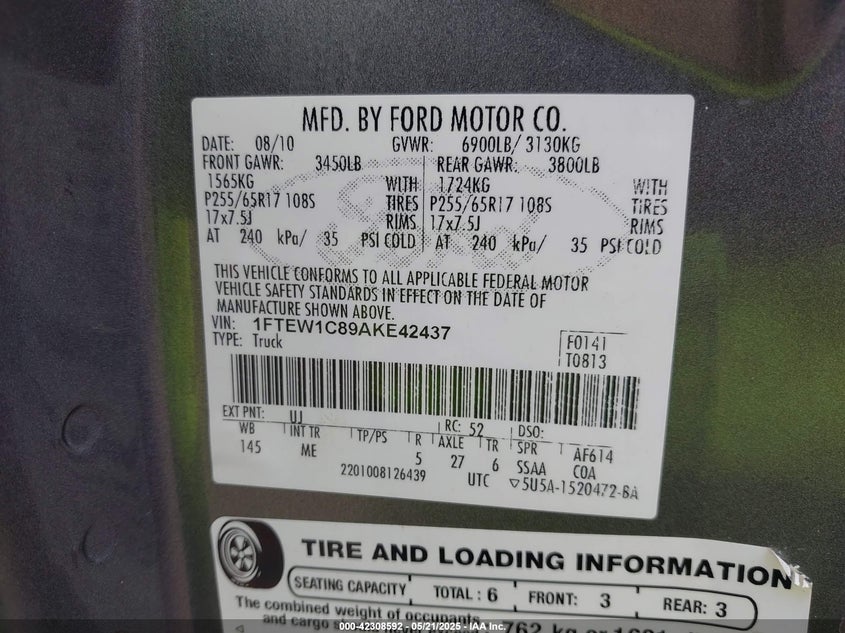 MFD. BY FORD MOTOR CO.
DATE: 08/10 GVWR: 6900LB/ 3130KG
FRONT GAWR: 3450LB REAR GAWR: 3800LB
1565KG WITH 1724KG WITH
P255/65R17 108S TIRES P255/65R17 108S TIRES
17x7.5J RIMS 17x7.5J RIMS
AT 240 kPa/ 35 PSI COLD AT 240 kPa/ 35 PSI COLD
THIS VEHICLE CONFORMS TO ALL APPLICABLE FEDERAL MOTOR
VEHICLE SAFETY STANDARDS IN EFFECT ON THE DATE OF
MANUFACTURE SHOWN ABOVE.
VIN: 1FTEW1C89AKE42437
TYPE: Truck
F0141
T0813
EXT PNT: UJ RC: 52 DSO:
WB INT TR TP/PS R AXLE TR SPR AF614
145 ME 5 27 6 SSAA COA
2201008126439 UTC ▽5U5A-1520472-BA
TIRE AND LOADING INFORMATION
SEATING CAPACITY TOTAL : 6 FRONT: 3 REAR: 3
The combined weight of occupants
and cargo 762 kg or
000-42308592 - 05/21/2025 - IAA Inc.